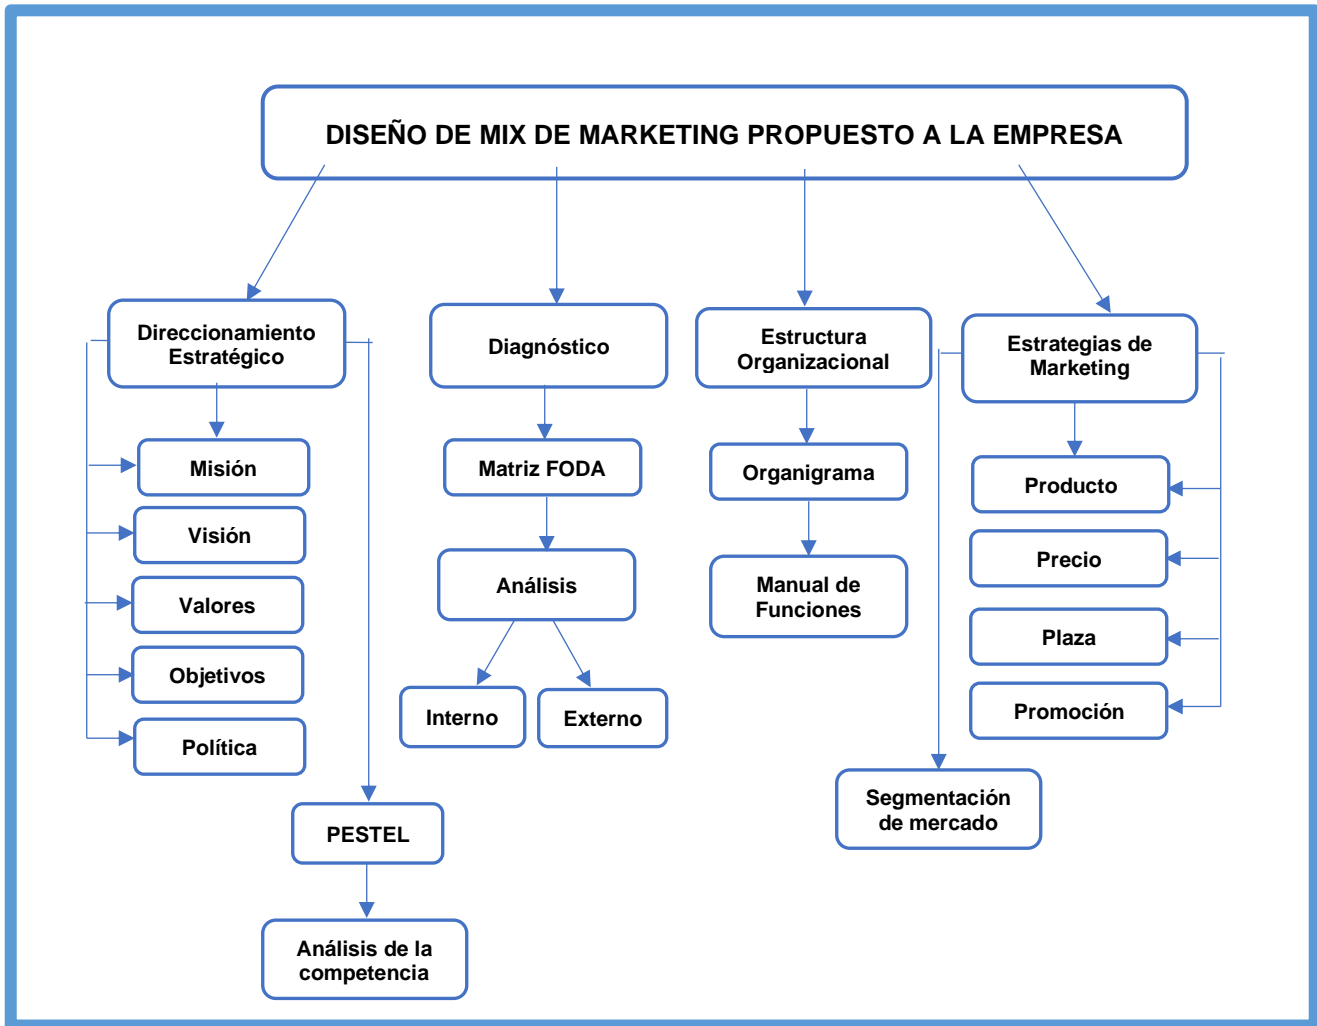 DISEÑO DE MIX DE MARKETING PROPUESTO A LA EMPRESA
Direccionamiento
Estratégico
Misión
Visión
Valores
Objetivos
Política
PESTEL
Análisis de la
competencia
Diagnóstico
Matriz FODA
Análisis
Interno
Externo
Estructura
Organizacional
Organigrama
Manual de
Funciones
Estrategias de
Marketing
Producto
Precio
Plaza
Promoción
Segmentación
de mercado